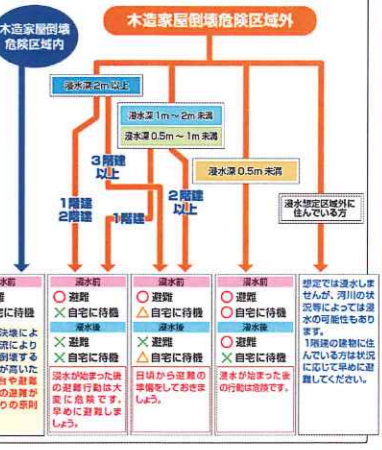 木造家屋倒壊
危険区域内
木造家屋倒壊危険区域外
浸水深2m以上
浸水深1m~2m未満
浸水深0.5m~1m未満
浸水深0.5m未満
浸水想定区域外に
住んでいる方
3階建
以上
1階建
2階建
1階建
2階建
以上
水前
難
宅に待機
決壊によ
流により
倒壊する
が高いた
台や避難
の避難が
りの原則
浸水前
○避難
×自宅に待機
浸水後
×避難
×自宅に待機
浸水が始まった後
の避難行動は大
変に危険です。
早めに避難しま
しょう。
浸水前
○避難
△自宅に待機
浸水後
×避難
△自宅に待機
日頃から避難の
準備をしておきま
しょう。
浸水前
○避難
○自宅に待機
浸水後
×避難
○自宅に待機
浸水が始まった後
の行動は危険です。
想定では浸水しま
せんが、河川の状
況等によっては浸
水の可能性もあり
ます。
1階建の建物に住
んでいる方は状況
に応じて早めに避
難してください。